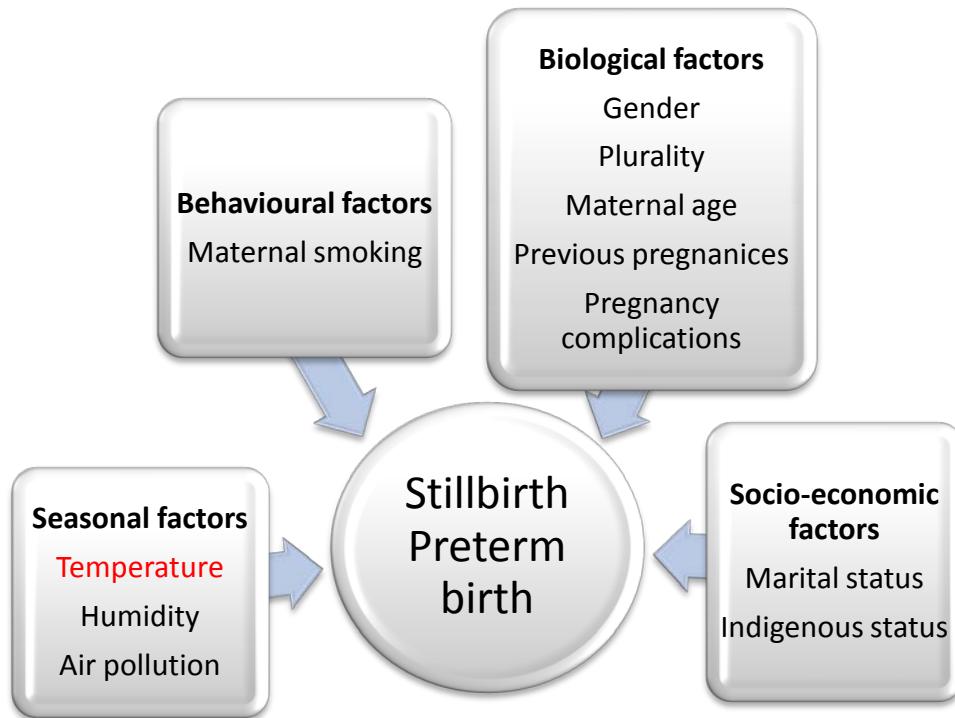 Biological factors
Gender
Plurality
Maternal age
Previous pregnanices
Pregnancy
complications
Behavioural factors
Maternal smoking
Stillbirth
Preterm
birth
Seasonal factors
Temperature
Humidity
Air pollution
Socio-economic
factors
Marital status
Indigenous status